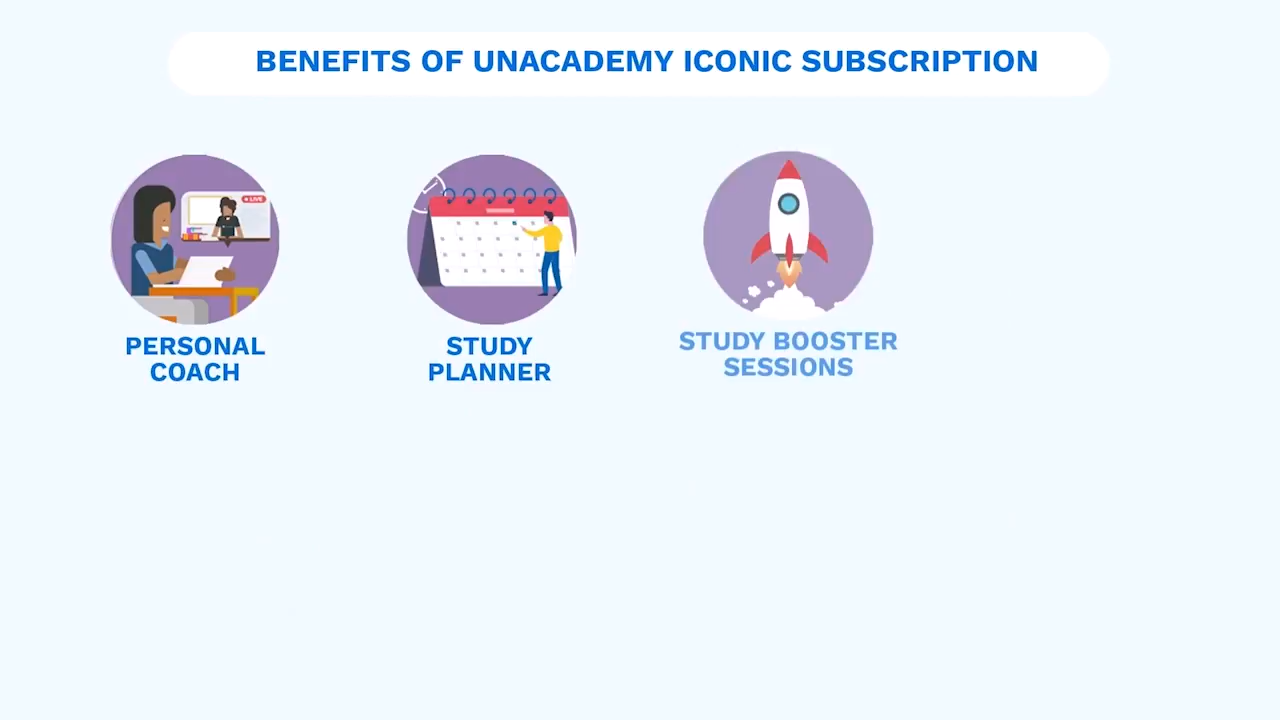 BENEFITS OF UNACADEMY ICONIC SUBSCRIPTION
LIVE
PERSONAL
COACH
STUDY
PLANNER
STUDY BOOSTER
SESSIONS